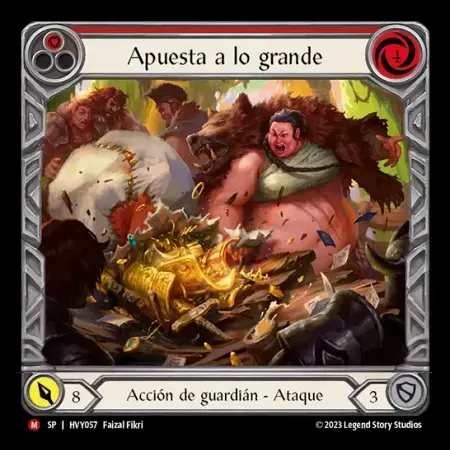 Apuesta a lo grande
8
Acción de guardián - Ataque
3
M SP | HVY057 Faizal Fikri
©2023 Legend Story Studios